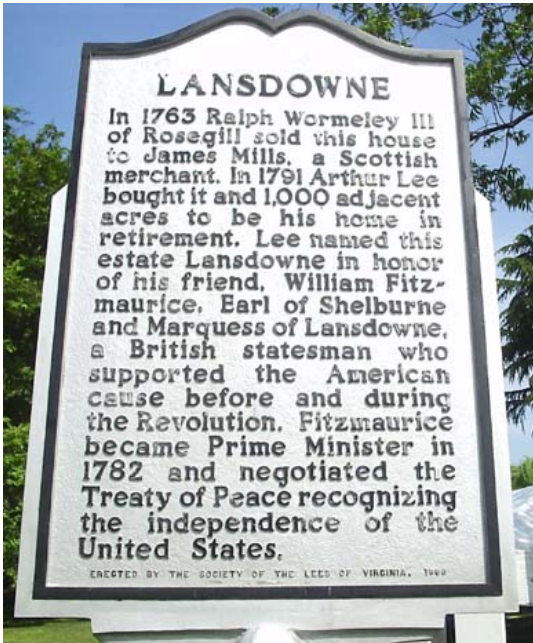 LANSDOWNE
In 1763 Ralph Wormeley III
of Rosegill sold this house
to James Mills, a Scottish
merchant. In 1791 Arthur Lee
bought it and 1,000 adjacent
acres to be his home in
retirement. Lee named this
estate Lansdowne in honor
of his friend, William Fitz-
maurice, Earl of Shelburne
and Marquess of Lansdowne,
a British statesman who
supported the American
cause before and during
the Revolution. Fitzmaurice
became Prime Minister in
1782 and negotiated the
Treaty of Peace recognizing
the independence of the
United States.
ERECTED BY THE SOCIETY OF THE LEES OF VIRGINIA,